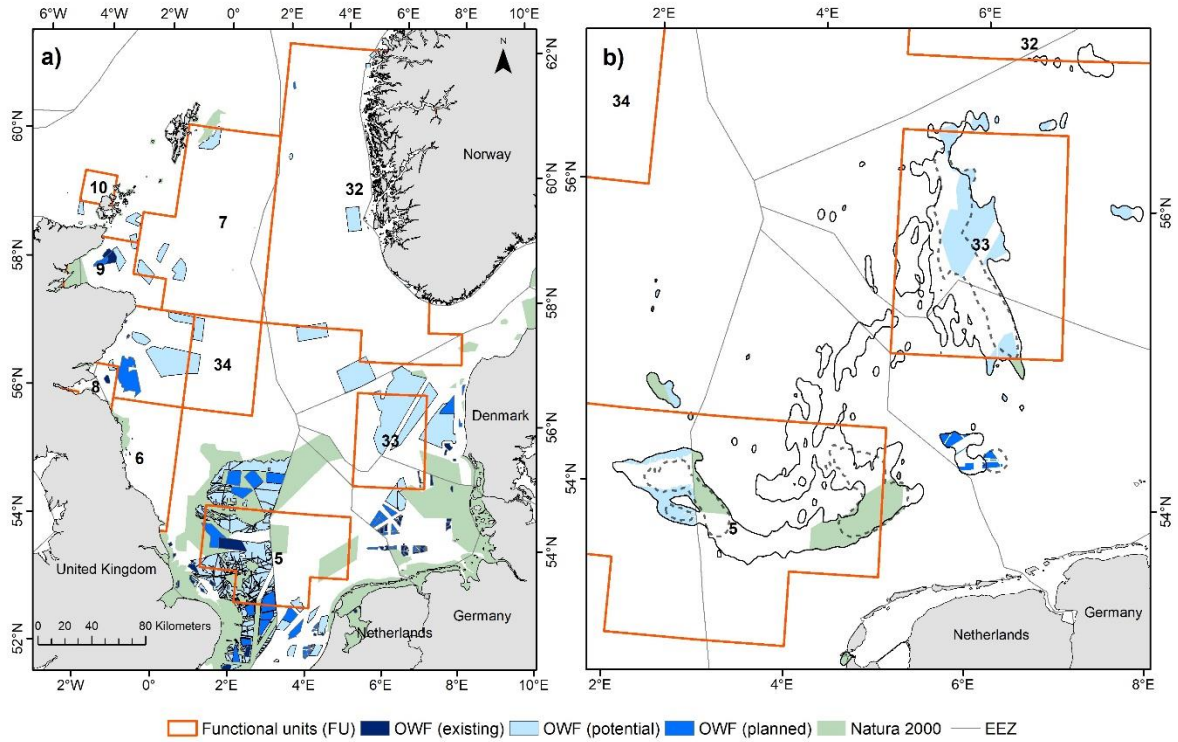 6°W 4°W 2°W 0° 2°E 4°E 6°E 8°E 10°E
2°E 4°E 6°E
a)
N
b)
32
62°N
34
60°N
Norway
10
32
60°N
56°N
7
9
58°N
33
56°N
58°N
34
8
56°N
Denmark
33
56°N
6
54°N
54°N
5
54°N
5
54°N
United Kingdom
Germany
Germany
Netherlands
Netherlands
0 20 40 80 Kilometers
52°N
2°W 0° 2°E 4°E 6°E 8°E 10°E
2°E 4°E 6°E 8°E
Functional units (FU) OWF (existing) OWF (potential) OWF (planned) Natura 2000 EEZ